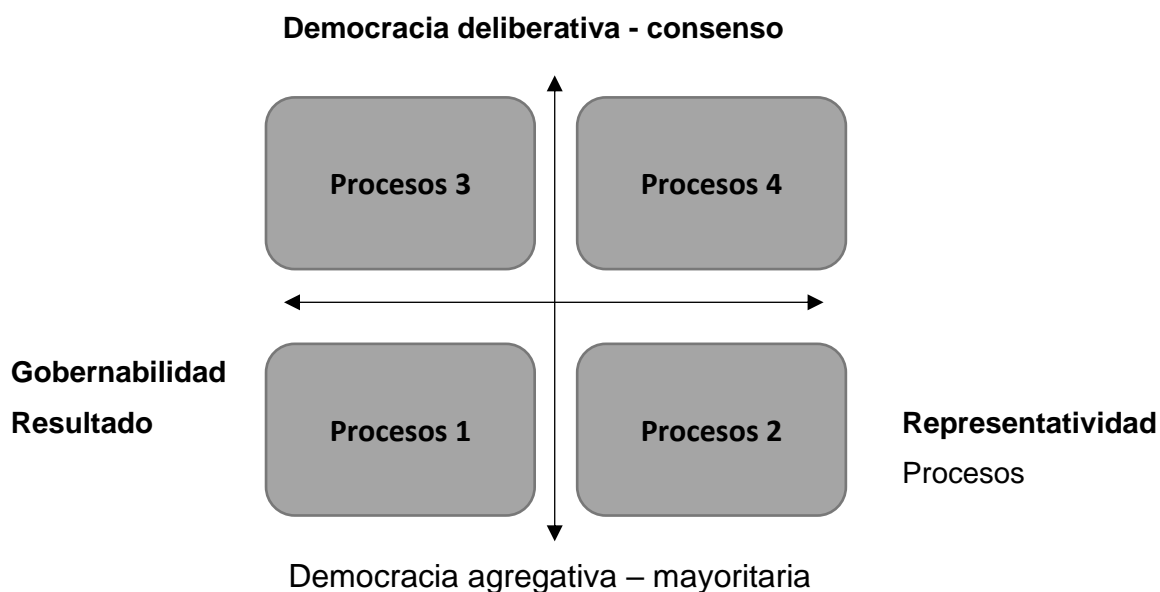 Democracia deliberativa - consenso
Procesos 3
Procesos 4
Gobernabilidad
Resultado
Procesos 1
Procesos 2
Representatividad
Procesos
Democracia agregativa – mayoritaria